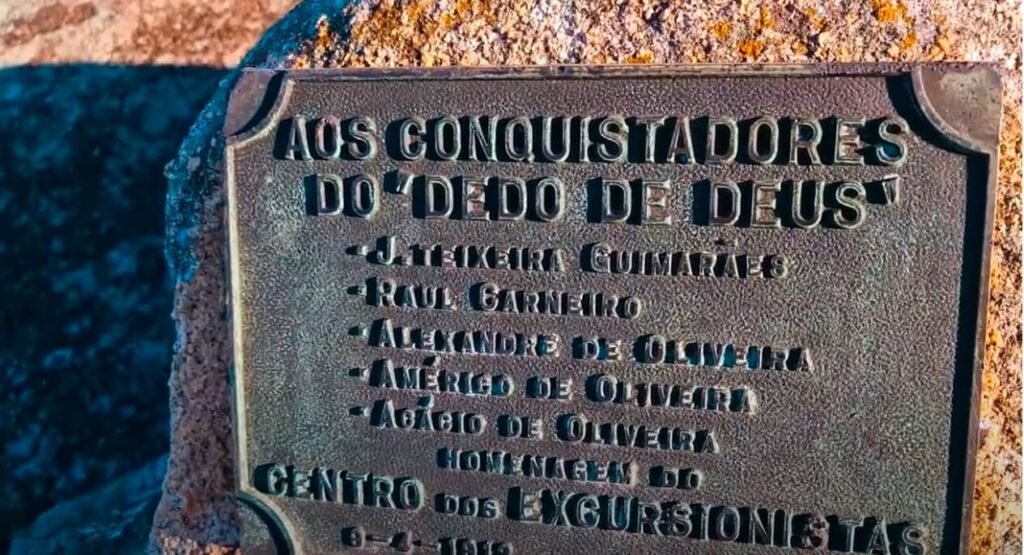 AOS CONQUISTADORES
DO "DEDO DE DEUS"
-J. TEIXEIRA GUIMARÃES
-RAUL CARNEIRO
-ALEXANDRE DE OLIVEIRA
-AMÉRICO DE OLIVEIRA
-ACÁCIO DE OLIVEIRA
HOMENAGEM DO
CENTRO DOS EXCURSIONISTAS